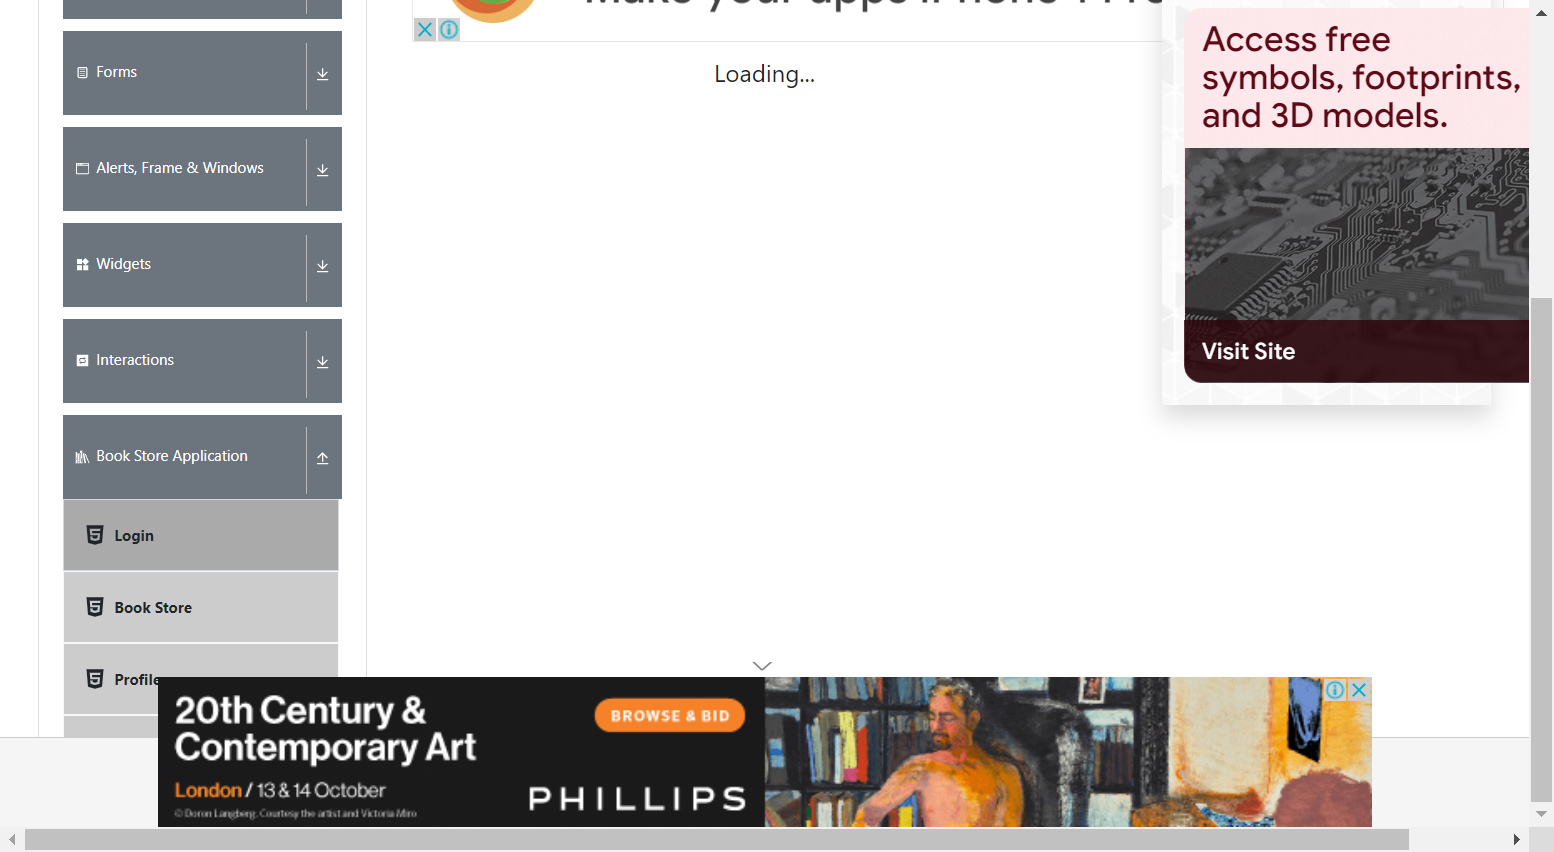 Forms
Alerts, Frame & Windows
Widgets
Interactions
Book Store Application
Login
Book Store
Profile
Loading...
Access free
symbols, footprints,
and 3D models.
Visit Site
20th Century &
Contemporary Art
London / 13 & 14 October
© Doron Langberg. Courtesy the artist and Victoria Miro
BROWSE & BID
PHILLIPS